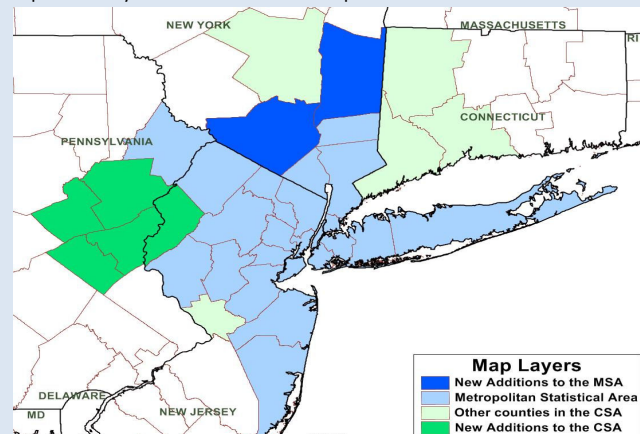 NEW YORK
MASSACHUSETTS
RI
CONNECTICUT
PENNSYLVANIA
DELAWARE
MD
NEW JERSEY
Map Layers
New Additions to the MSA
Metropolitan Statistical Area
Other counties in the CSA
New Additions to the CSA